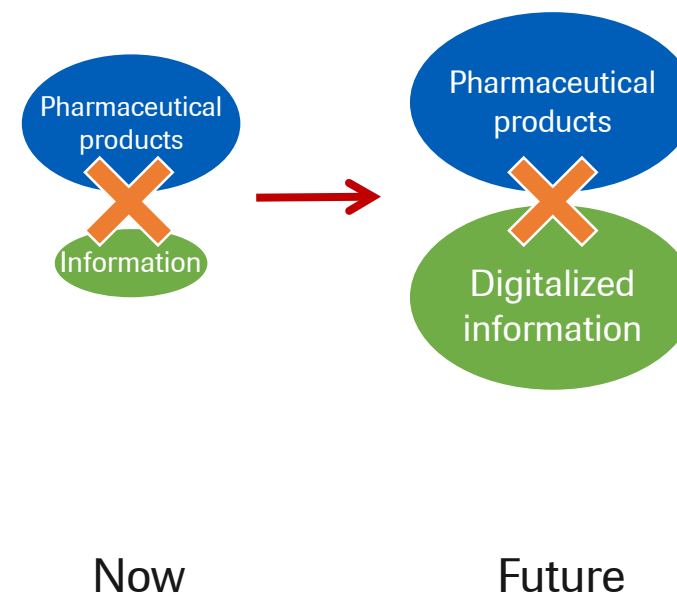 Pharmaceutical
products
Information
Pharmaceutical
products
Digitalized
information
Now
Future